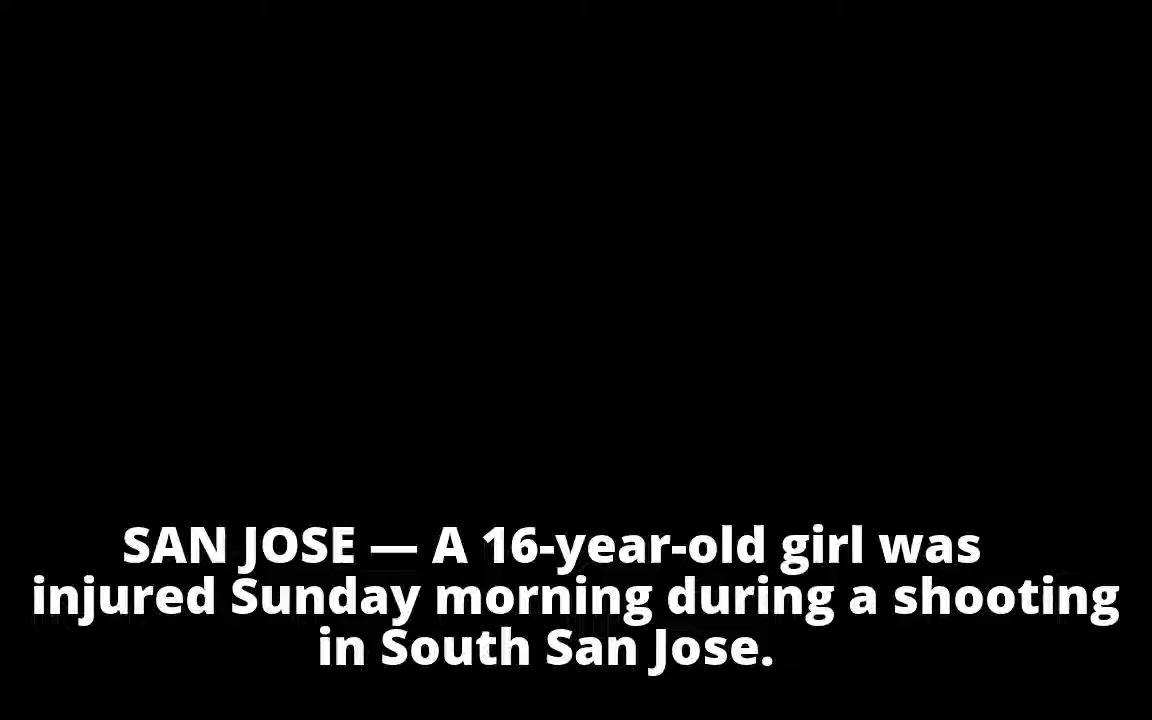 SAN JOSE — A 16-year-old girl was
injured Sunday morning during a shooting
in South San Jose.